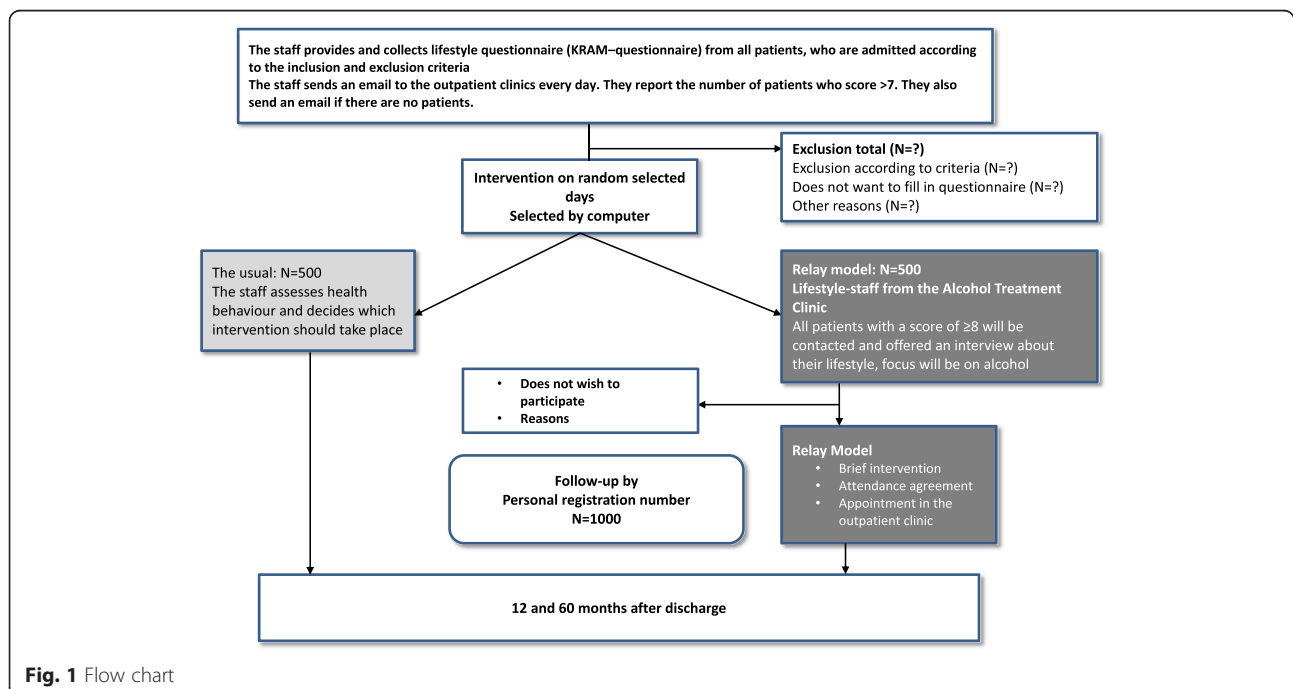 The staff provides and collects lifestyle questionnaire (KRAM–questionnaire) from all patients, who are admitted according
to the inclusion and exclusion criteria
The staff sends an email to the outpatient clinics every day. They report the number of patients who score >7. They also
send an email if there are no patients.
Exclusion total (N=?)
Exclusion according to criteria (N=?)
Does not want to fill in questionnaire (N=?)
Other reasons (N=?)
Intervention on random selected
days
Selected by computer
The usual: N=500
The staff assesses health
behaviour and decides which
intervention should take place
Relay model: N=500
Lifestyle-staff from the Alcohol Treatment
Clinic
All patients with a score of ≥8 will be
contacted and offered an interview about
their lifestyle, focus will be on alcohol
• Does not wish to
participate
• Reasons
Relay Model
• Brief intervention
• Attendance agreement
• Appointment in the
outpatient clinic
Follow-up by
Personal registration number
N=1000
12 and 60 months after discharge
Fig. 1 Flow chart